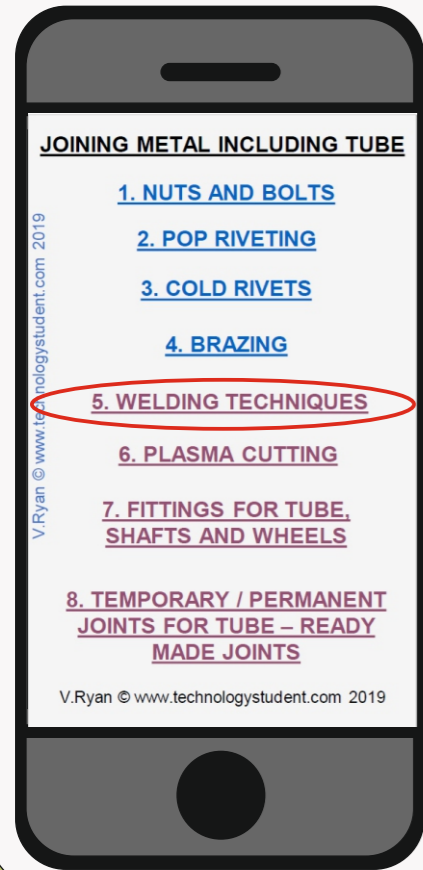 JOINING METAL INCLUDING TUBE
1. NUTS AND BOLTS
2. POP RIVETING
3. COLD RIVETS
4. BRAZING
5. WELDING TECHNIQUES
6. PLASMA CUTTING
7. FITTINGS FOR TUBE,
SHAFTS AND WHEELS
8. TEMPORARY / PERMANENT
JOINTS FOR TUBE – READY
MADE JOINTS
V.Ryan © www.technologystudent.com 2019
V.Ryan © www.technologystudent.com 2019